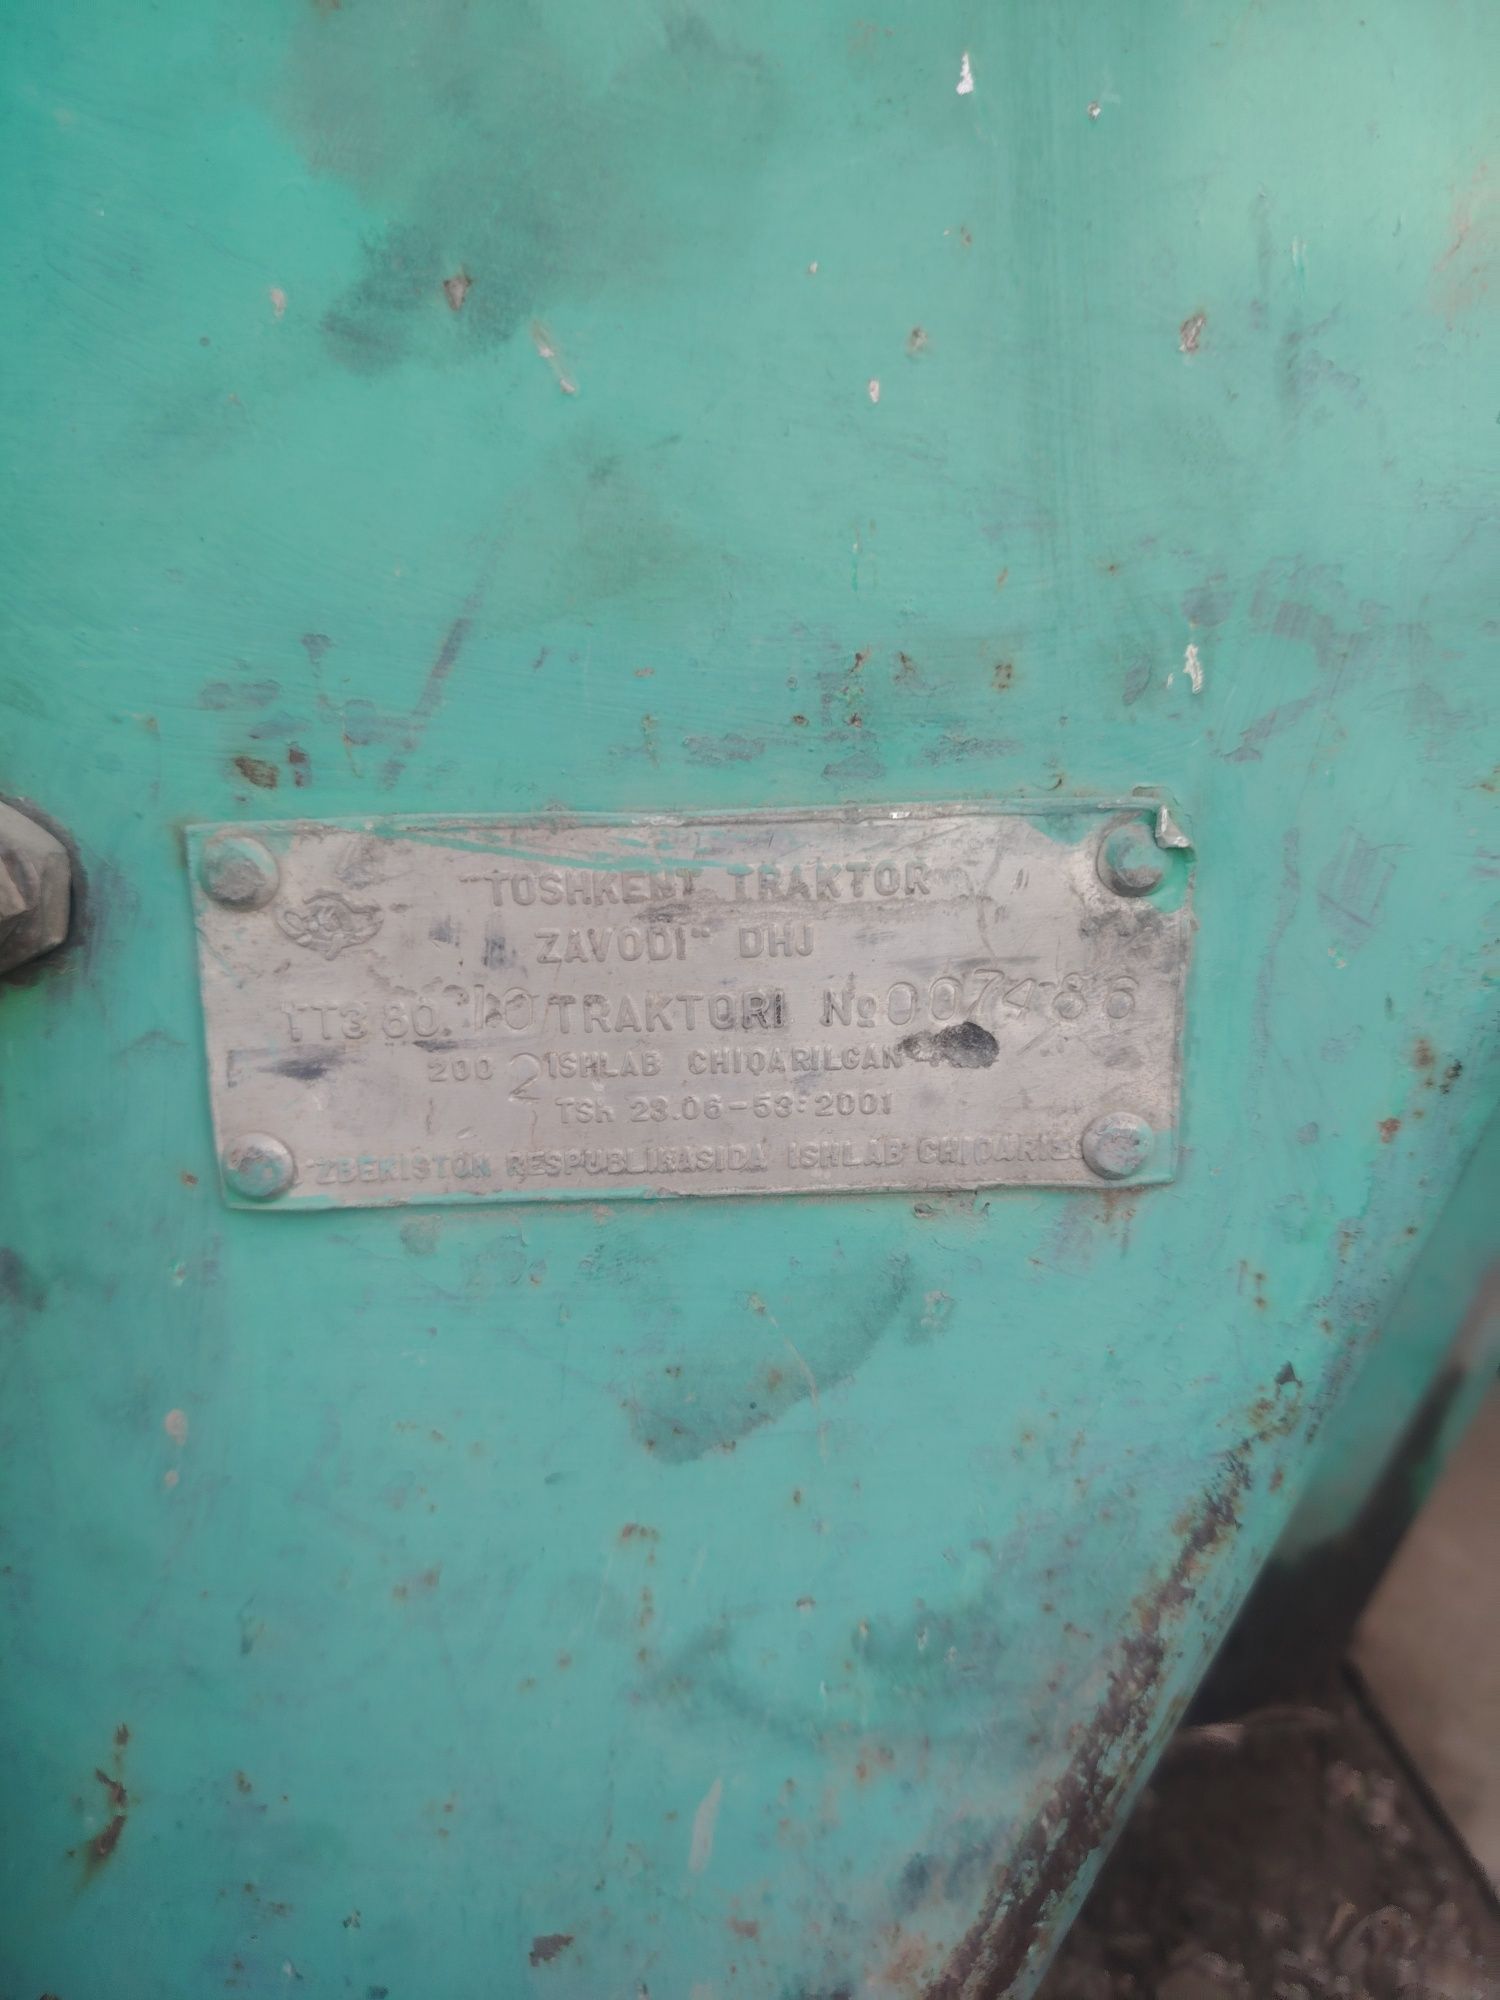 "TOSHKENT TRAKTOR
ZAVODI" DHJ
TTZ 80.10 TRAKTORI №007486
2002 ISHLAB CHIQARILGAN
TSh 23.06-53:2001
ZBEKISTON RESPUBLIKASIDA ISHLAB CHIQARIL